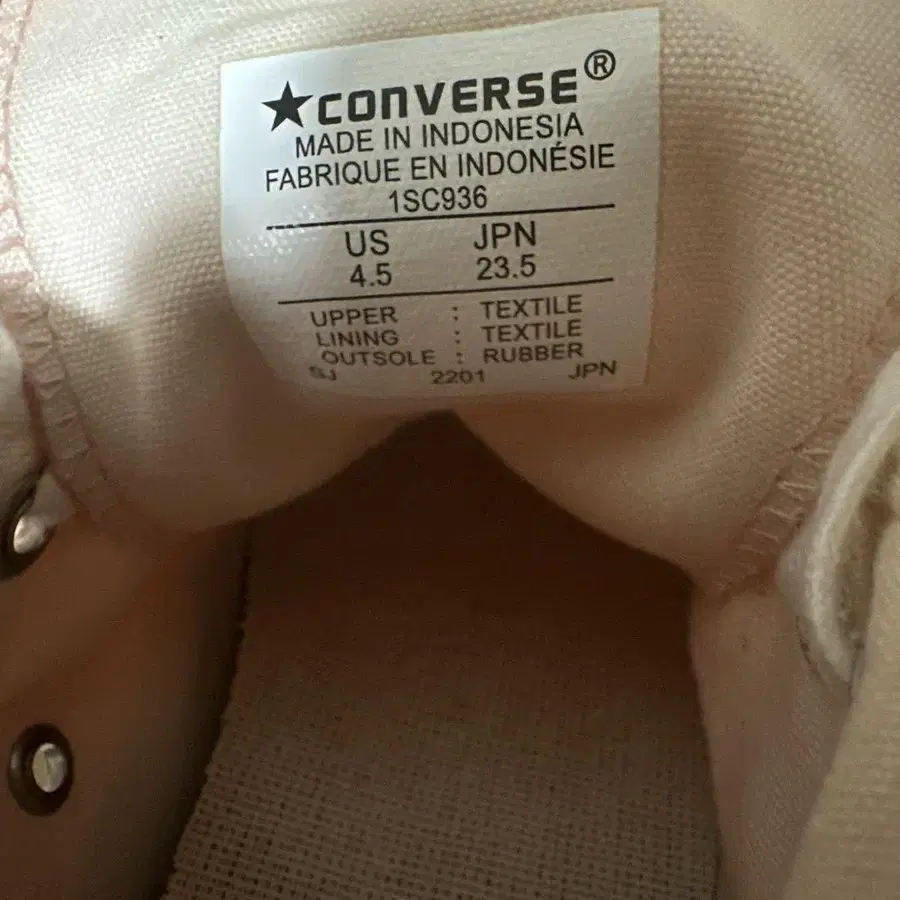 ★CONVERSE®
MADE IN INDONESIA
FABRIQUE EN INDONÉSIE
1SC936
US JPN
4.5 23.5
UPPER : TEXTILE
LINING : TEXTILE
OUTSOLE : RUBBER
SJ 2201 JPN